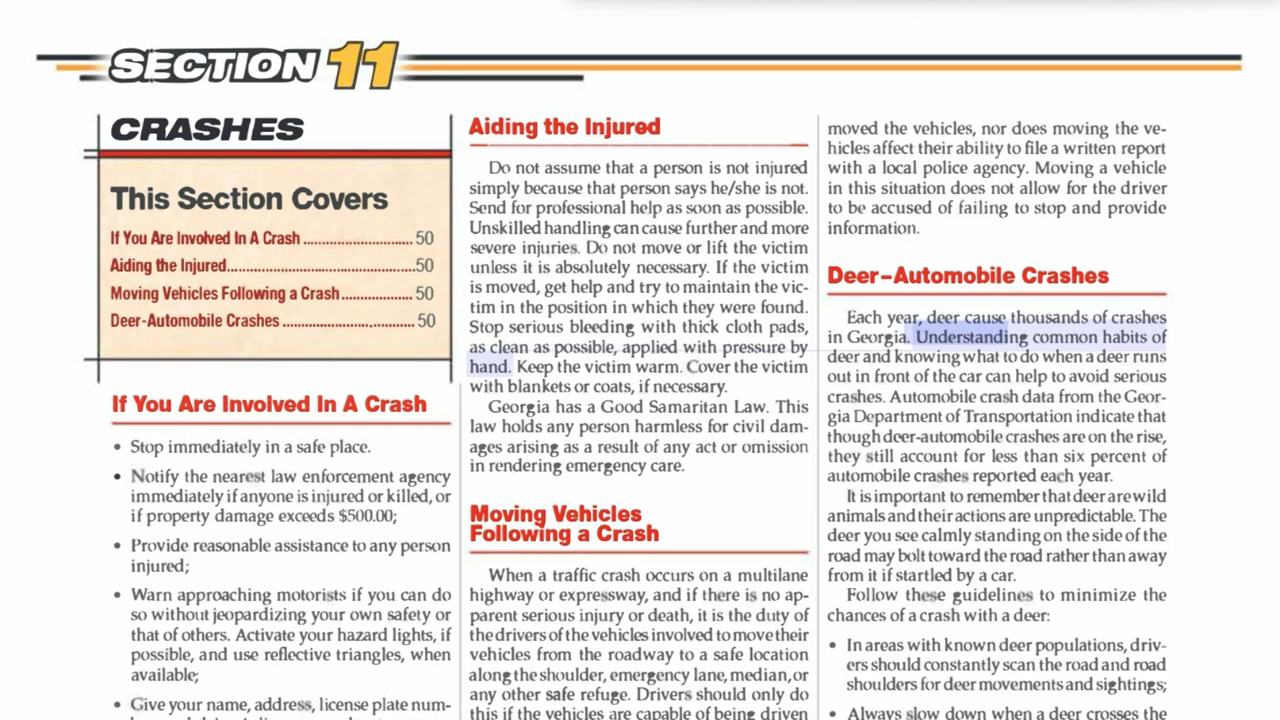 SECTION 11
CRASHES
This Section Covers
If You Are Involved In A Crash ............................ 50
Aiding the Injured.................................................50
Moving Vehicles Following a Crash .................. 50
Deer-Automobile Crashes ................................. 50
If You Are Involved In A Crash
• Stop immediately in a safe place.
• Notify the nearest law enforcement agency
immediately if anyone is injured or killed, or
if property damage exceeds $500.00;
• Provide reasonable assistance to any person
injured;
• Warn approaching motorists if you can do
so without jeopardizing your own safety or
that of others. Activate your hazard lights, if
possible, and use reflective triangles, when
available;
• Give your name, address, license plate num-
Aiding the Injured
Do not assume that a person is not injured
simply because that person says he/she is not.
Send for professional help as soon as possible.
Unskilled handling can cause further and more
severe injuries. Do not move or lift the victim
unless it is absolutely necessary. If the victim
is moved, get help and try to maintain the vic-
tim in the position in which they were found.
Stop serious bleeding with thick cloth pads,
as clean as possible, applied with pressure by
hand. Keep the victim warm. Cover the victim
with blankets or coats, if necessary.
Georgia has a Good Samaritan Law. This
law holds any person harmless for civil dam-
ages arising as a result of any act or omission
in rendering emergency care.
Moving Vehicles
Following a Crash
When a traffic crash occurs on a multilane
highway or expressway, and if there is no ap-
parent serious injury or death, it is the duty of
the drivers of the vehicles involved to move their
vehicles from the roadway to a safe location
along the shoulder, emergency lane, median, or
any other safe refuge. Drivers should only do
this if the vehicles are capable of being driven
moved the vehicles, nor does moving the ve-
hicles affect their ability to file a written report
with a local police agency. Moving a vehicle
in this situation does not allow for the driver
to be accused of failing to stop and provide
information.
Deer–Automobile Crashes
Each year, deer cause thousands of crashes
in Georgia. Understanding common habits of
deer and knowing what to do when a deer runs
out in front of the car can help to avoid serious
crashes. Automobile crash data from the Geor-
gia Department of Transportation indicate that
though deer-automobile crashes are on the rise,
they still account for less than six percent of
automobile crashes reported each year.
It is important to remember that deer are wild
animals and their actions are unpredictable. The
deer you see calmly standing on the side of the
road may bolt toward the road rather than away
from it if startled by a car.
Follow these guidelines to minimize the
chances of a crash with a deer:
• In areas with known deer populations, driv-
ers should constantly scan the road and road
shoulders for deer movements and sightings;
• Always slow down when a deer crosses the